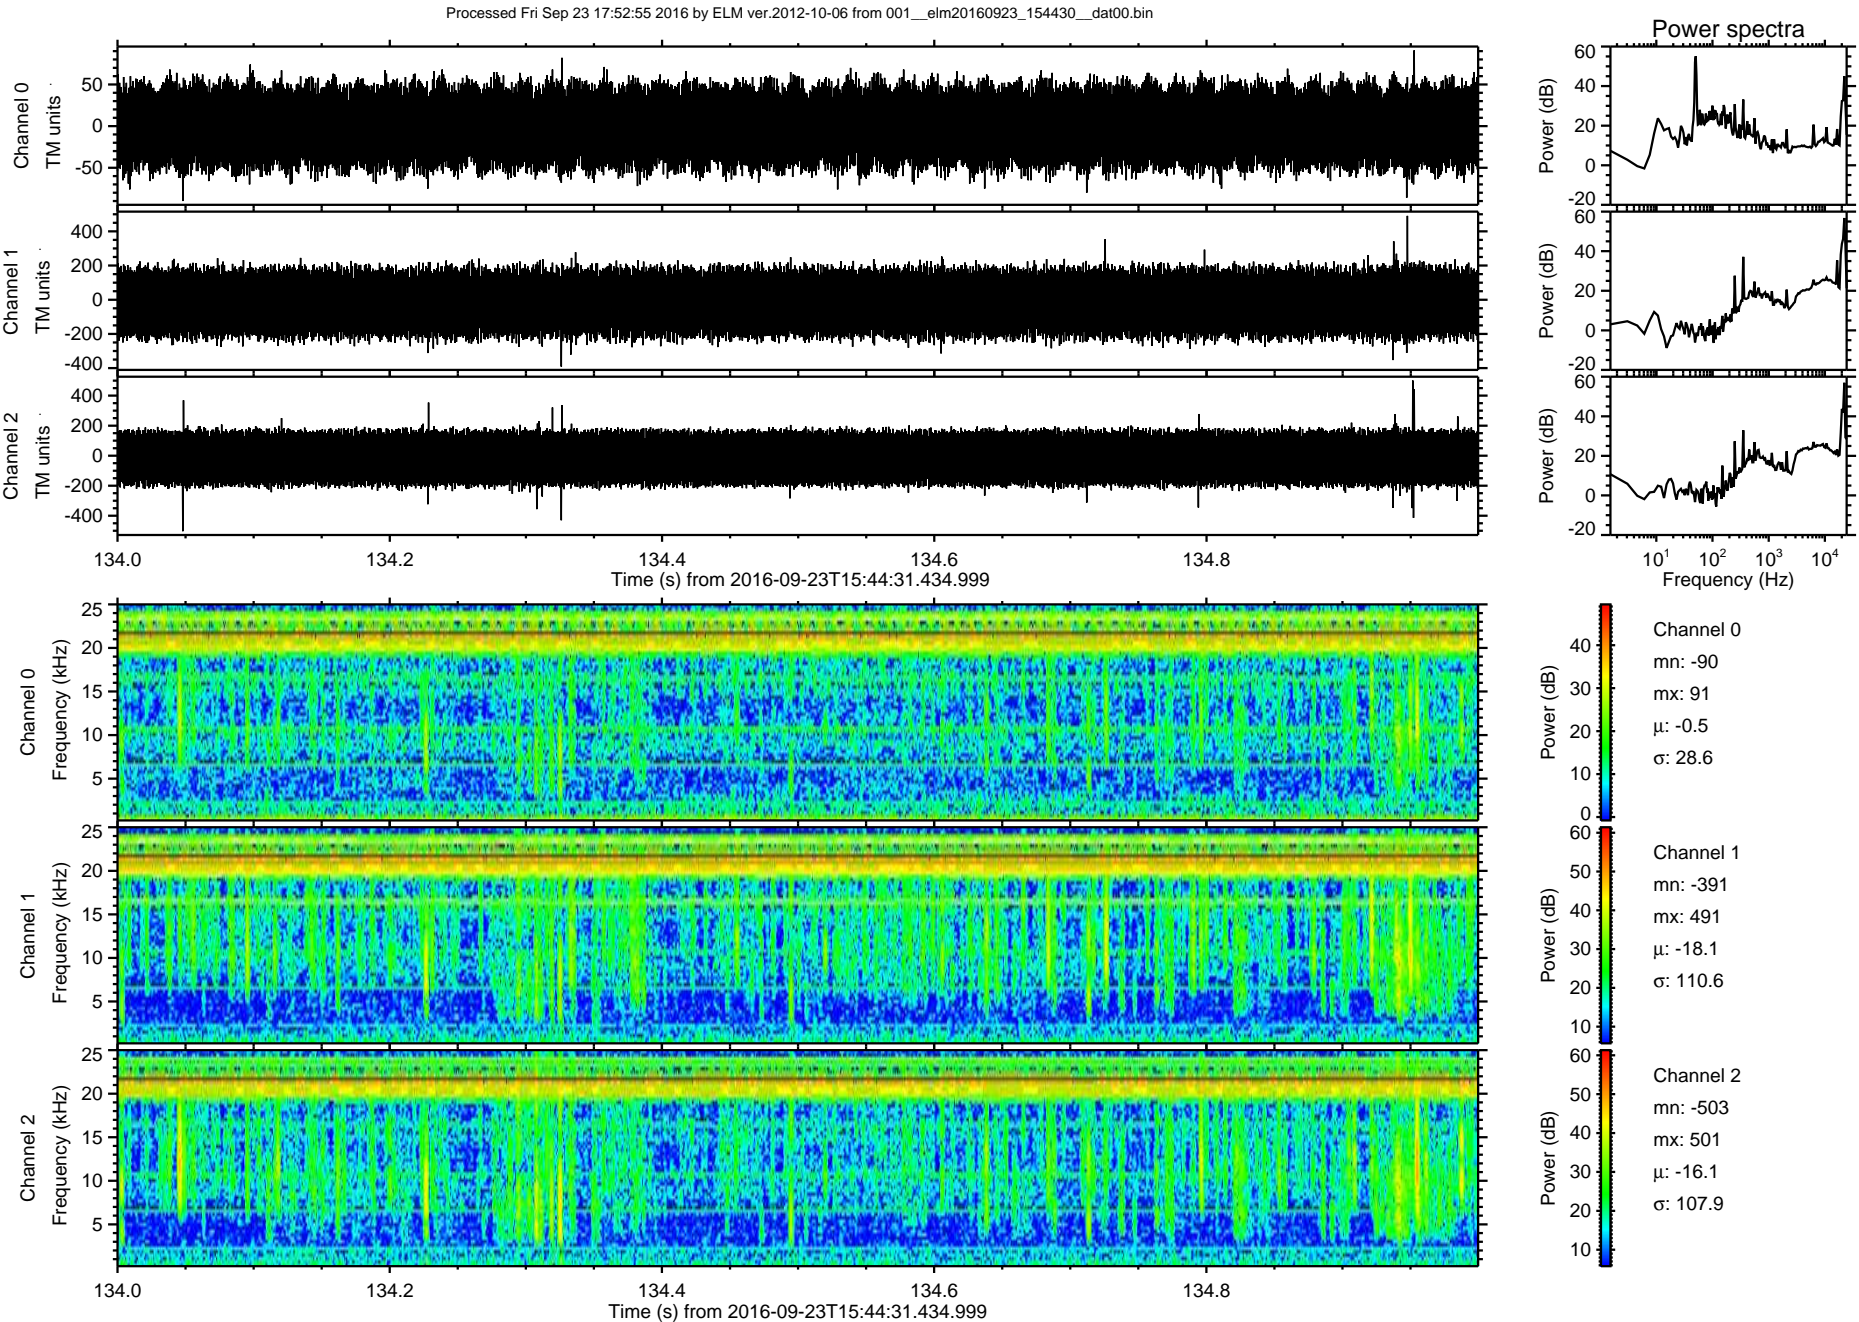 Processed Fri Sep 23 17:52:55 2016 by ELM ver.2012-10-06 from 001__elm20160923_154430__dat00.bin
Power spectra
Channel 0
TM units
50
0
-50
Power (dB)
60
40
20
0
-20
Channel 1
TM units
400
200
0
-200
-400
Power (dB)
60
40
20
0
-20
Channel 2
TM units
400
200
0
-200
-400
Power (dB)
60
40
20
0
-20
134.0 134.2 134.4 134.6 134.8
Time (s) from 2016-09-23T15:44:31.434.999
10^1 10^2 10^3 10^4
Frequency (Hz)
Channel 0
Frequency (kHz)
25
20
15
10
5
Power (dB)
40
30
20
10
0
Channel 0
mn: -90
mx: 91
μ: -0.5
σ: 28.6
Channel 1
Frequency (kHz)
25
20
15
10
5
Power (dB)
60
50
40
30
20
10
Channel 1
mn: -391
mx: 491
μ: -18.1
σ: 110.6
Channel 2
Frequency (kHz)
25
20
15
10
5
Power (dB)
60
50
40
30
20
10
Channel 2
mn: -503
mx: 501
μ: -16.1
σ: 107.9
134.0 134.2 134.4 134.6 134.8
Time (s) from 2016-09-23T15:44:31.434.999